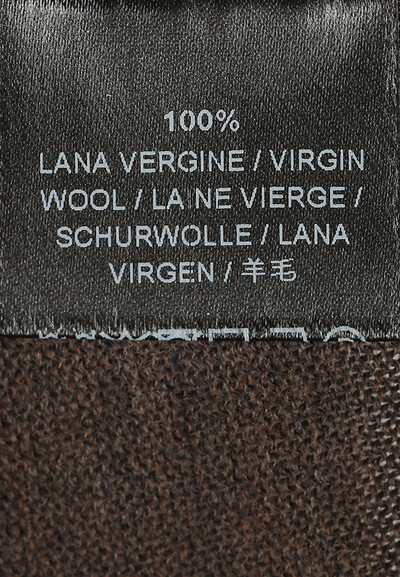 100%
LANA VERGINE / VIRGIN
WOOL / LAINE VIERGE /
SCHURWOLLE / LANA
VIRGEN / 羊毛